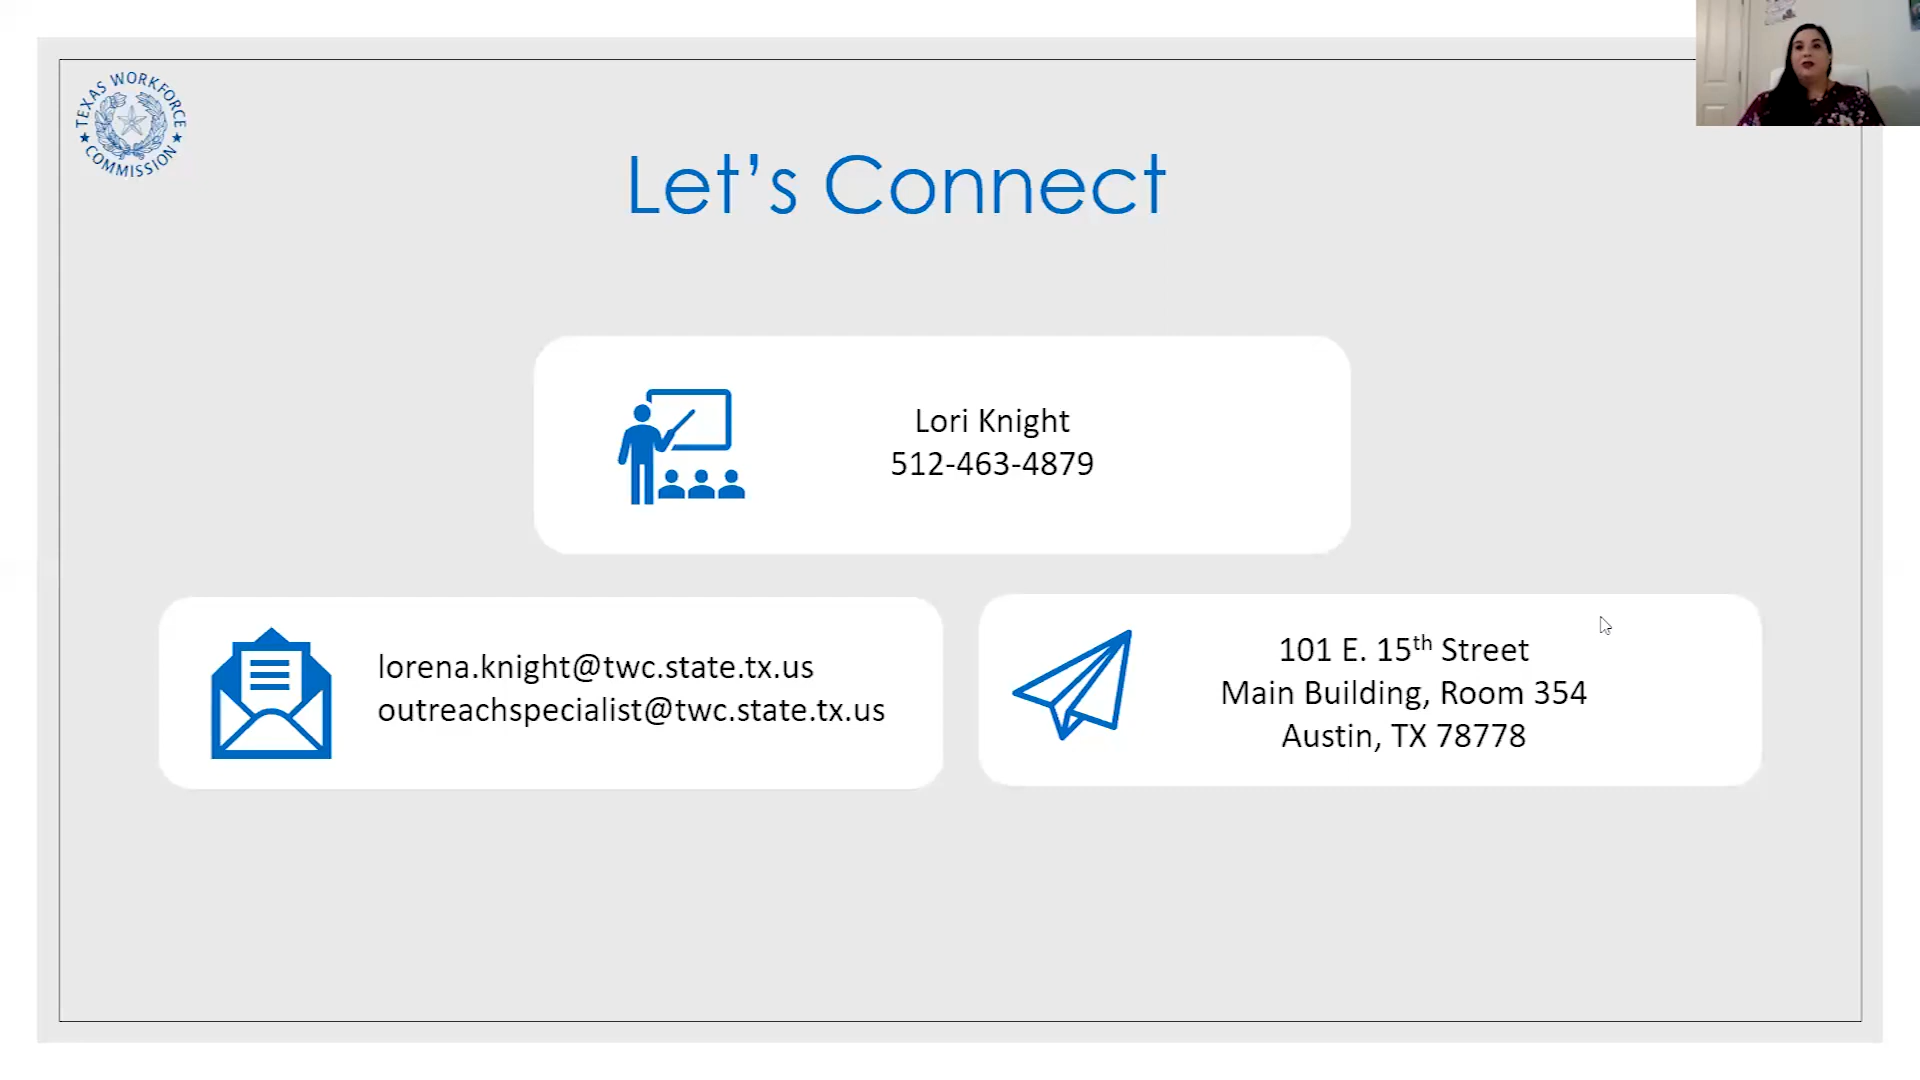 TEXAS WORKFORCE
COMMISSION
Let’s Connect
Lori Knight
512-463-4879
lorena.knight@twc.state.tx.us
outreachspecialist@twc.state.tx.us
101 E. 15th Street
Main Building, Room 354
Austin, TX 78778